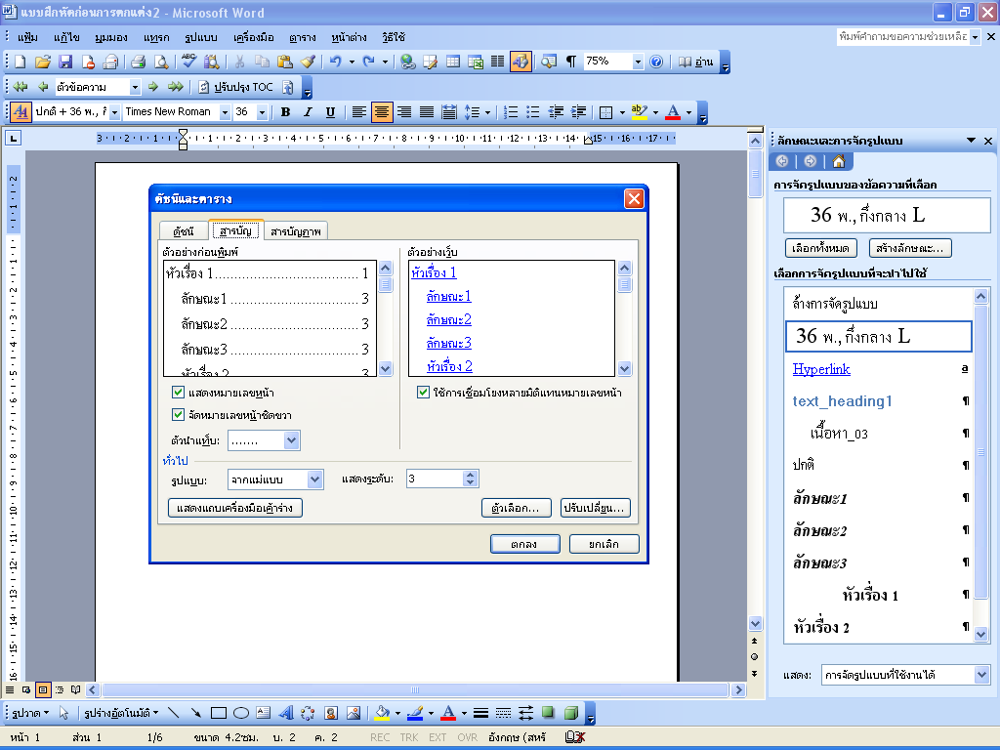 แบบฝึกหัดก่อนการตกแต่ง2 - Microsoft Word
แฟ้ม แก้ไข มุมมอง แทรก รูปแบบ เครื่องมือ ตาราง หน้าต่าง วิธีใช้ พิมพ์คำถามขอความช่วยเหลือ
75% อ่าน
ตัวข้อความ ปรับปรุง TOC
ปกติ + 36 พ., Times New Roman 36 B I U
3 2 1 1 2 3 4 5 6 7 8 9 10 11 12 13 14 15 16 17
ลักษณะและการจัดรูปแบบ
การจัดรูปแบบของข้อความที่เลือก
36 พ., กึ่งกลาง L
เลือกทั้งหมด สร้างลักษณะ...
เลือกการจัดรูปแบบที่จะนำไปใช้
ล้างการจัดรูปแบบ
36 พ., กึ่งกลาง L
Hyperlink a
text_heading1 ¶
เนื้อหา_03 ¶
ปกติ ¶
ลักษณะ1 ¶
ลักษณะ2 ¶
ลักษณะ3 ¶
หัวเรื่อง 1 ¶
หัวเรื่อง 2 ¶
แสดง: การจัดรูปแบบที่ใช้งานได้
ดัชนีและตาราง
ดัชนี สารบัญ สารบัญภาพ
ตัวอย่างก่อนพิมพ์
หัวเรื่อง 1 1
ลักษณะ1 3
ลักษณะ2 3
ลักษณะ3 3
หัวเรื่อง 2 3
ตัวอย่างเว็บ
หัวเรื่อง 1
ลักษณะ1
ลักษณะ2
ลักษณะ3
หัวเรื่อง 2
แสดงหมายเลขหน้า
ใช้การเชื่อมโยงหลายมิติแทนหมายเลขหน้า
จัดหมายเลขหน้าชิดขวา
ตัวนำแท็บ: .......
ทั่วไป
รูปแบบ: จากแม่แบบ แสดงระดับ: 3
แสดงแถบเครื่องมือเค้าร่าง ตัวเลือก... ปรับเปลี่ยน...
ตกลง ยกเลิก
รูปวาด รูปร่างอัตโนมัติ
หน้า 1 ส่วน 1 1/6 ขนาด 4.2ซม. บ. 2 ค. 2 REC TRK EXT OVR อังกฤษ (สหรั